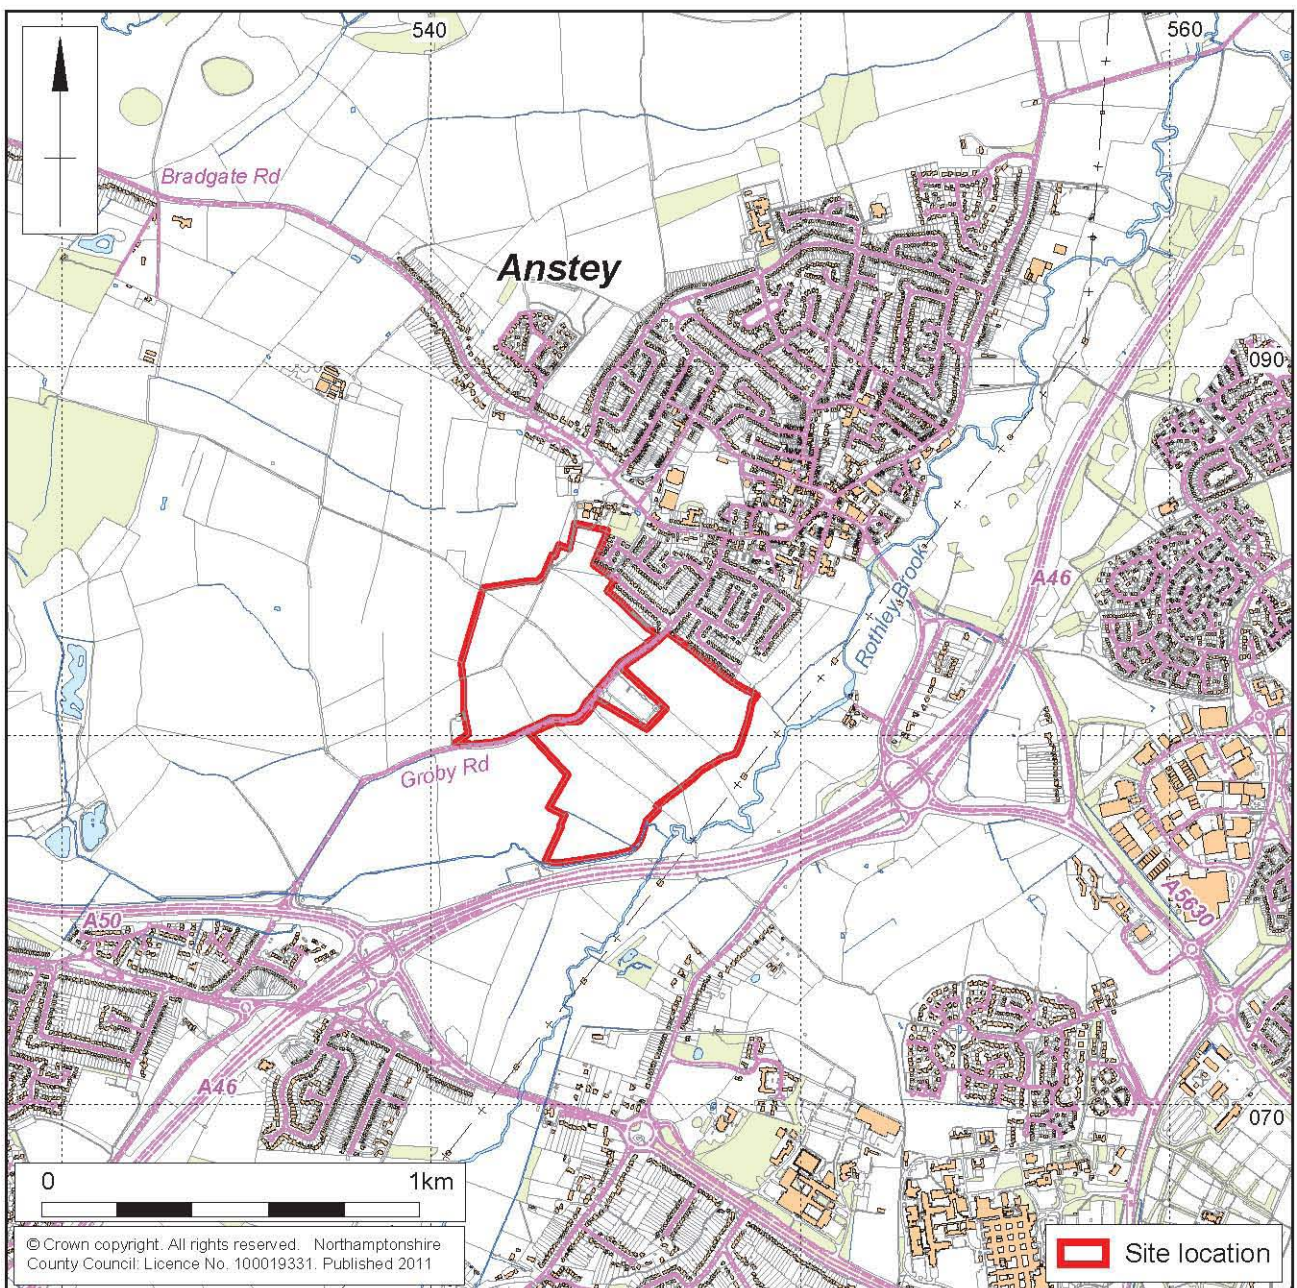 540
560
Bradgate Rd
Anstey
090
A46
Rothley Brook
Groby Rd
A50
A5630
A46
070
0 1km
© Crown copyright. All rights reserved. Northamptonshire
County Council: Licence No. 100019331. Published 2011
Site location